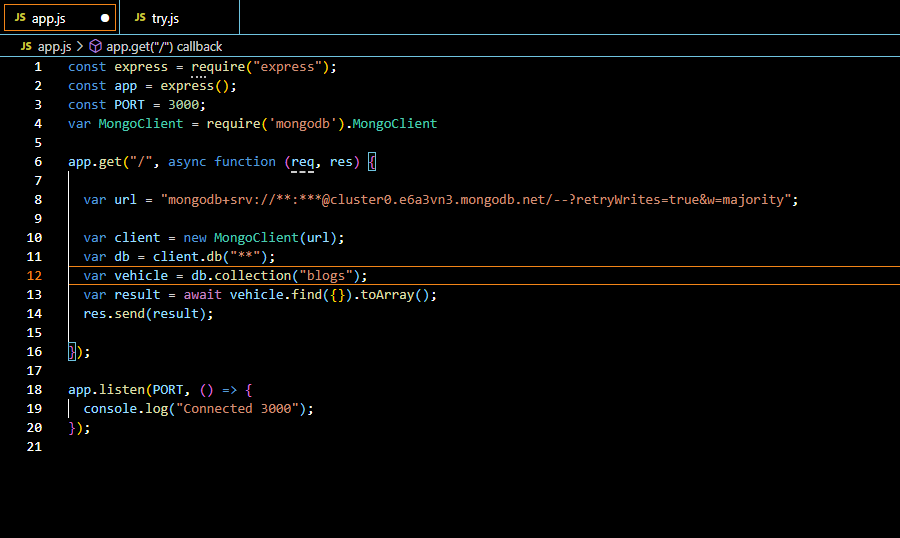 JS app.js JS try.js
JS app.js > app.get("/") callback
1 const express = require("express");
2 const app = express();
3 const PORT = 3000;
4 var MongoClient = require('mongodb').MongoClient
5
6 app.get("/", async function (req, res) {
7
8 var url = "mongodb+srv://**:***@cluster0.e6a3vn3.mongodb.net/--?retryWrites=true&w=majority";
9
10 var client = new MongoClient(url);
11 var db = client.db("**");
12 var vehicle = db.collection("blogs");
13 var result = await vehicle.find({}).toArray();
14 res.send(result);
15
16 });
17
18 app.listen(PORT, () => {
19 console.log("Connected 3000");
20 });
21